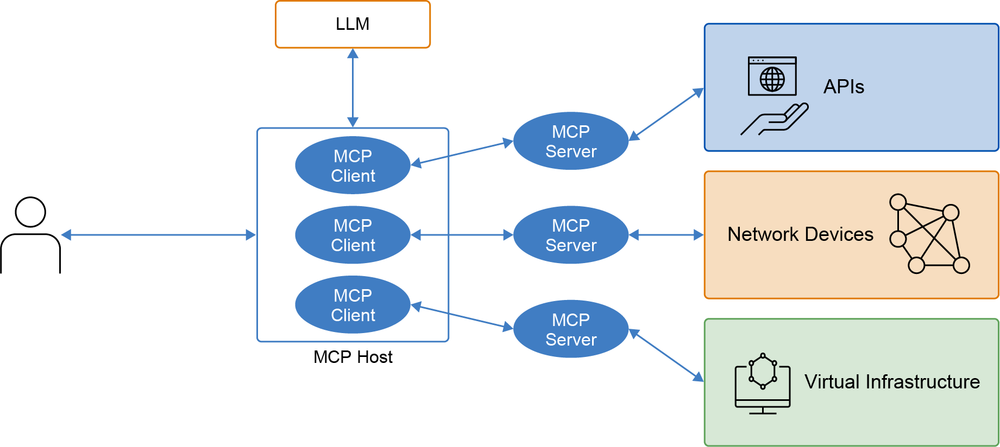 LLM
MCP
Client
MCP
Client
MCP
Client
MCP Host
MCP
Server
MCP
Server
MCP
Server
APIs
Network Devices
Virtual Infrastructure